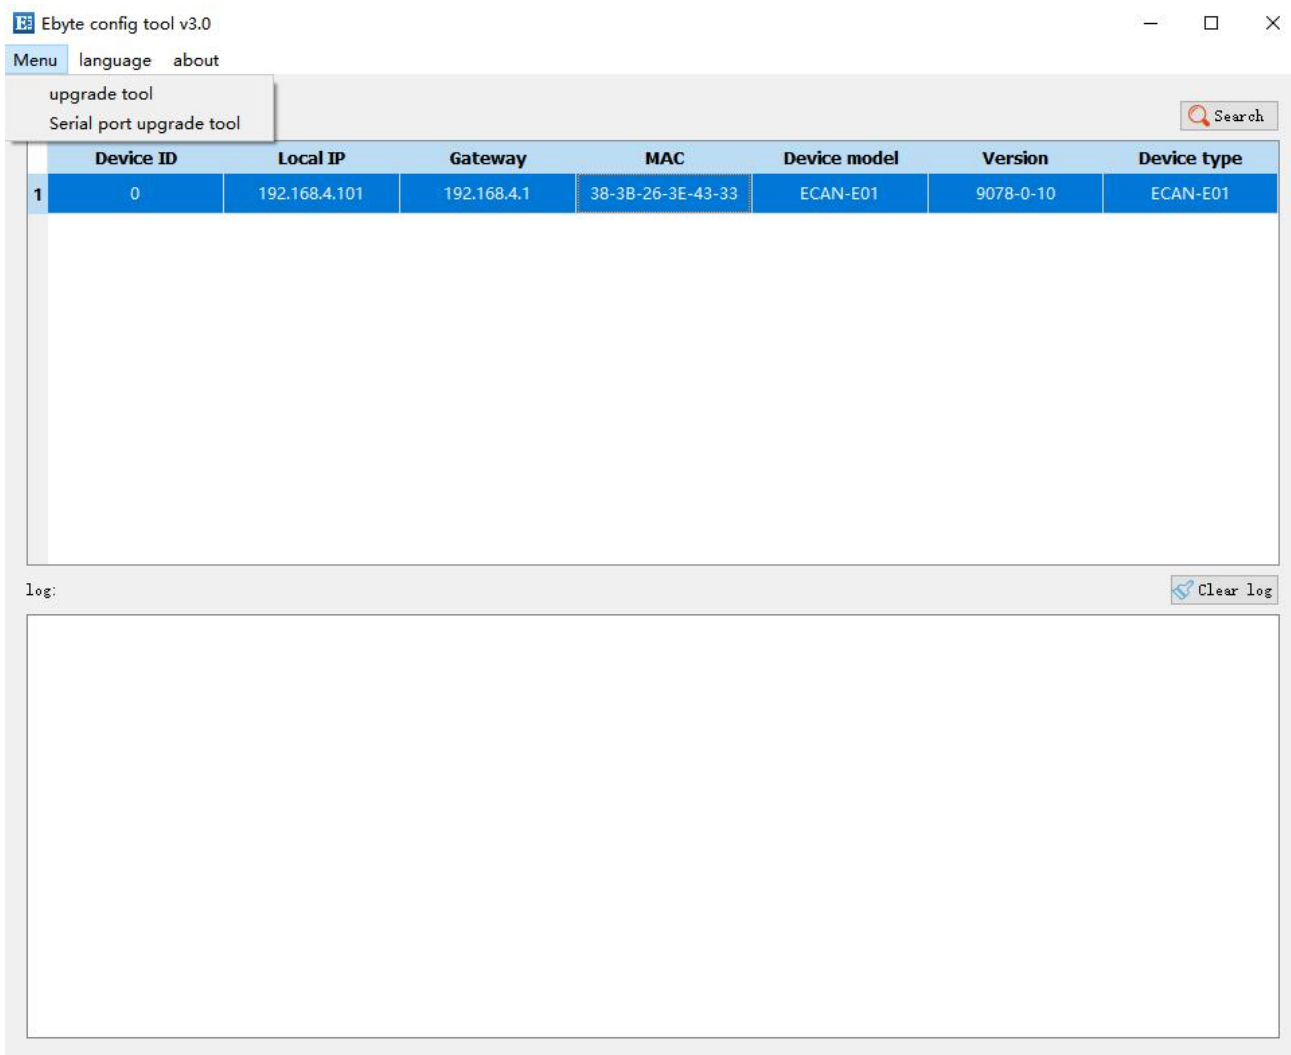 Ebyte config tool v3.0
Menu language about
upgrade tool
Serial port upgrade tool
Search
Device ID Local IP Gateway MAC Device model Version Device type
1 0 192.168.4.101 192.168.4.1 38-3B-26-3E-43-33 ECAN-E01 9078-0-10 ECAN-E01
log:
Clear log